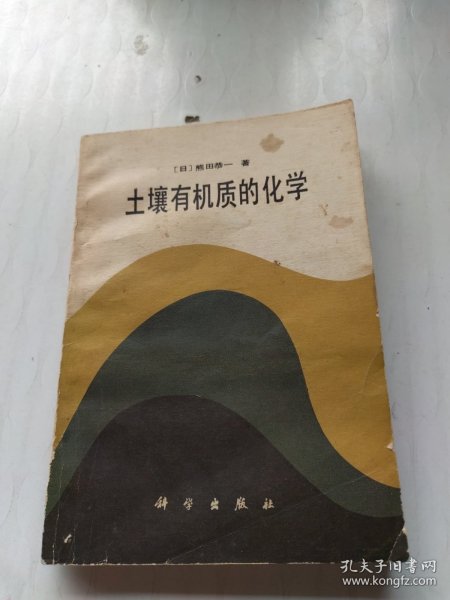 ［日］熊田恭一 著
土壤有机质的化学
科学出版社
孔夫子旧书网
www.kongfz.com